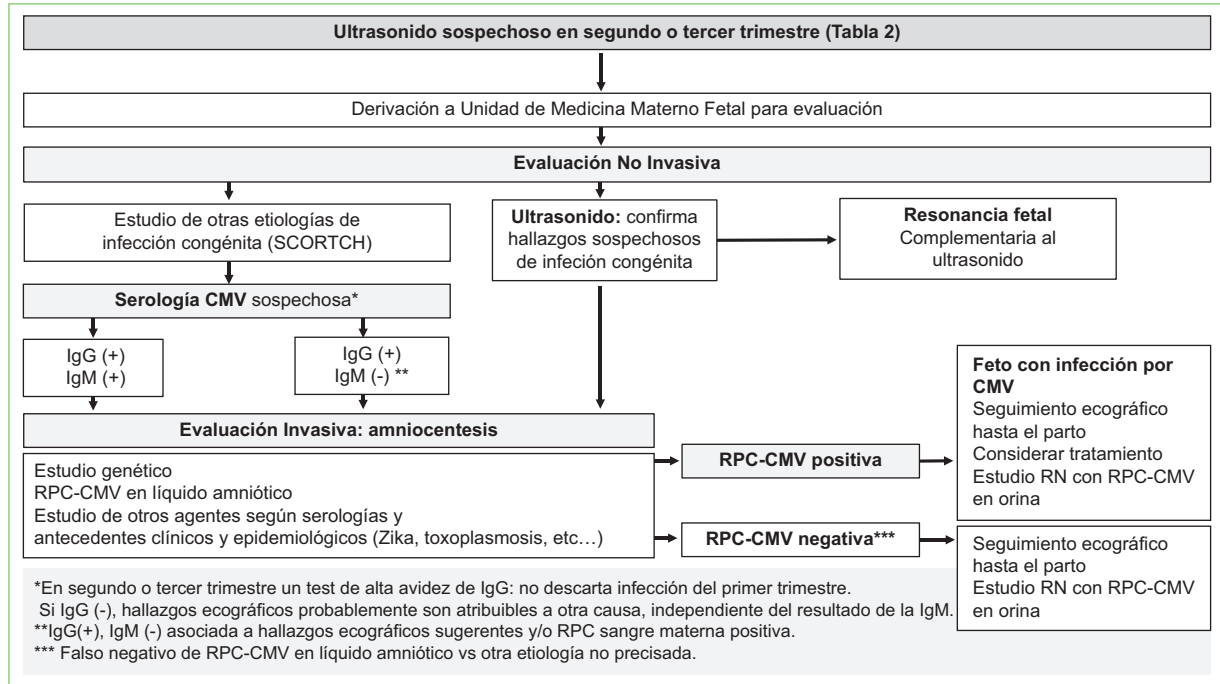 Ultrasonido sospechoso en segundo o tercer trimestre (Tabla 2)
Derivación a Unidad de Medicina Materno Fetal para evaluación
Evaluación No Invasiva
Estudio de otras etiologías de
infección congénita (SCORTCH)
Ultrasonido: confirma
hallazgos sospechosos
de infeción congénita
Resonancia fetal
Complementaria al
ultrasonido
Serología CMV sospechosa*
IgG (+)
IgM (+)
IgG (+)
IgM (-) **
Evaluación Invasiva: amniocentesis
Estudio genético
RPC-CMV en líquido amniótico
Estudio de otros agentes según serologías y
antecedentes clínicos y epidemiológicos (Zika, toxoplasmosis, etc…)
RPC-CMV positiva
Feto con infección por
CMV
Seguimiento ecográfico
hasta el parto
Considerar tratamiento
Estudio RN con RPC-CMV
en orina
RPC-CMV negativa***
Seguimiento ecográfico
hasta el parto
Estudio RN con RPC-CMV
en orina
*En segundo o tercer trimestre un test de alta avidez de IgG: no descarta infección del primer trimestre.
Si IgG (-), hallazgos ecográficos probablemente son atribuibles a otra causa, independiente del resultado de la IgM.
**IgG(+), IgM (-) asociada a hallazgos ecográficos sugerentes y/o RPC sangre materna positiva.
*** Falso negativo de RPC-CMV en líquido amniótico vs otra etiología no precisada.